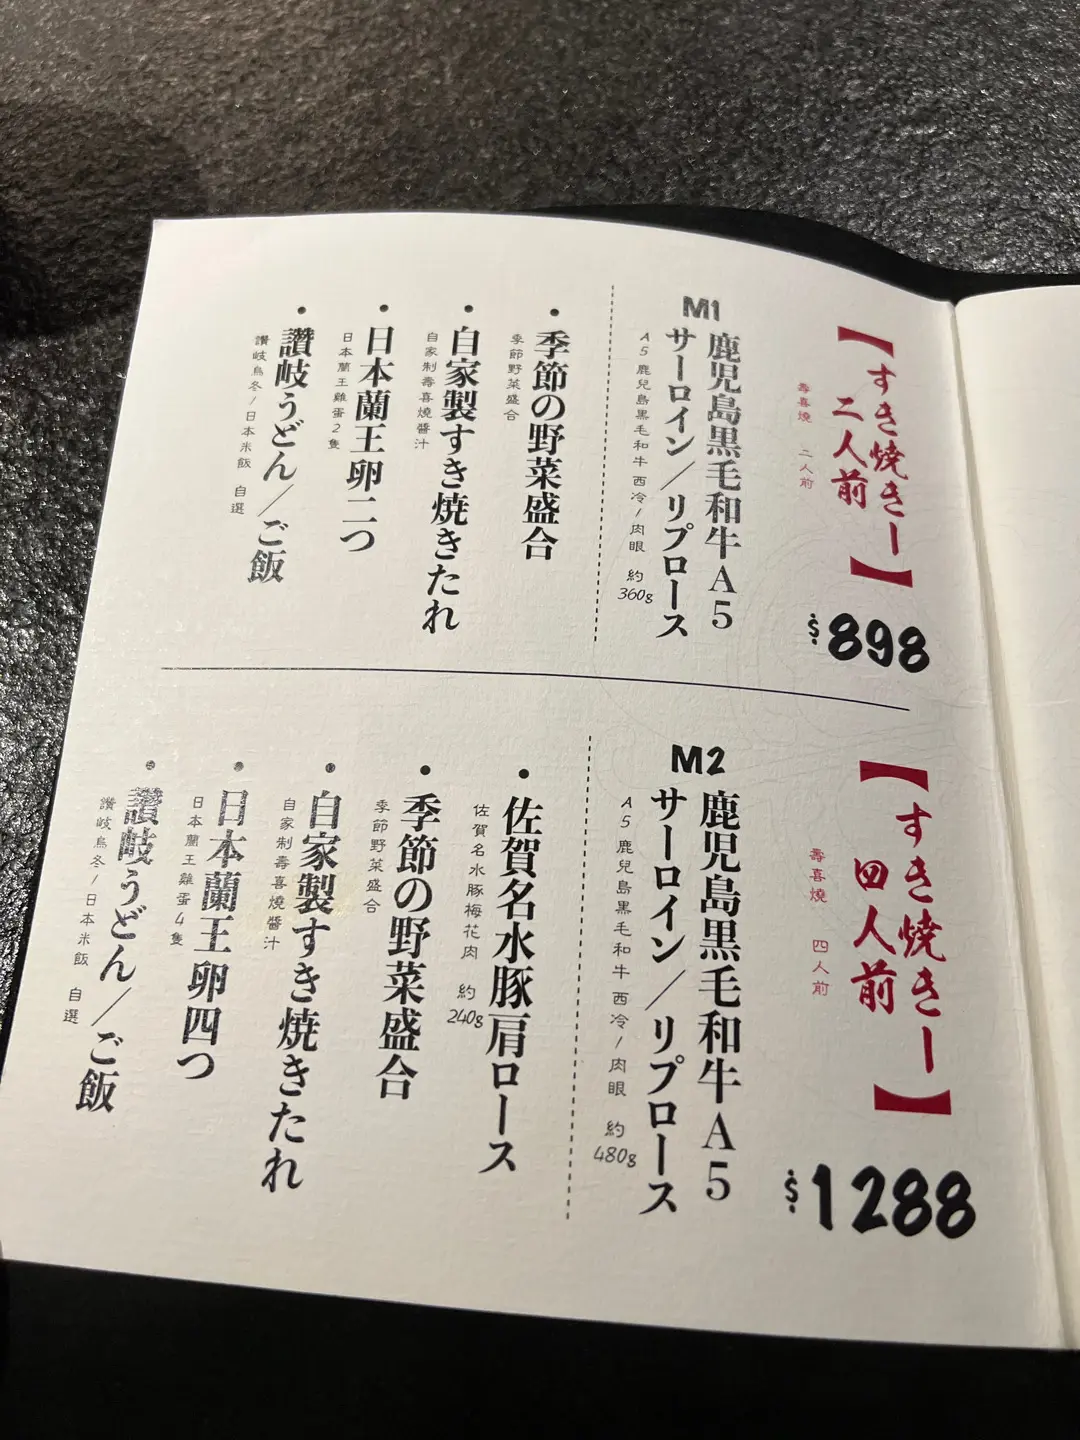 【すき焼きー
二人前】
壽喜燒 二人前
$898
M1
鹿児島黒毛和牛A5
サーロイン／リブロース
A5鹿兒島黑毛和牛西冷/肉眼 約360g
• 季節の野菜盛合
季節野菜盛合
• 自家製すき焼きたれ
自家制壽喜燒醬汁
• 日本蘭王卵二つ
日本蘭王雞蛋2隻
• 讃岐うどん／ご飯
讃岐烏冬/日本米飯 自選
【すき焼きー
四人前】
壽喜燒 四人前
$1288
M2
鹿児島黒毛和牛A5
サーロイン／リブロース
A5鹿兒島黑毛和牛西冷/肉眼 約480g
• 佐賀名水豚肩ロース
佐賀名水豚梅花肉 約240g
• 季節の野菜盛合
季節野菜盛合
• 自家製すき焼きたれ
自家制壽喜燒醬汁
• 日本蘭王卵四つ
日本蘭王雞蛋4隻
• 讃岐うどん／ご飯
讃岐烏冬/日本米飯 自選